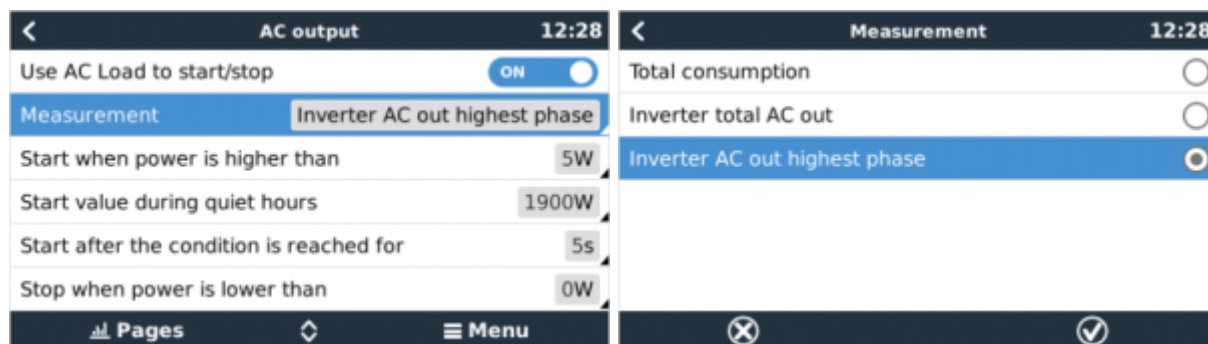 AC output 12:28
Use AC Load to start/stop ON
Measurement Inverter AC out highest phase
Start when power is higher than 5W
Start value during quiet hours 1900W
Start after the condition is reached for 5s
Stop when power is lower than 0W
Pages Menu
Measurement 12:28
Total consumption
Inverter total AC out
Inverter AC out highest phase